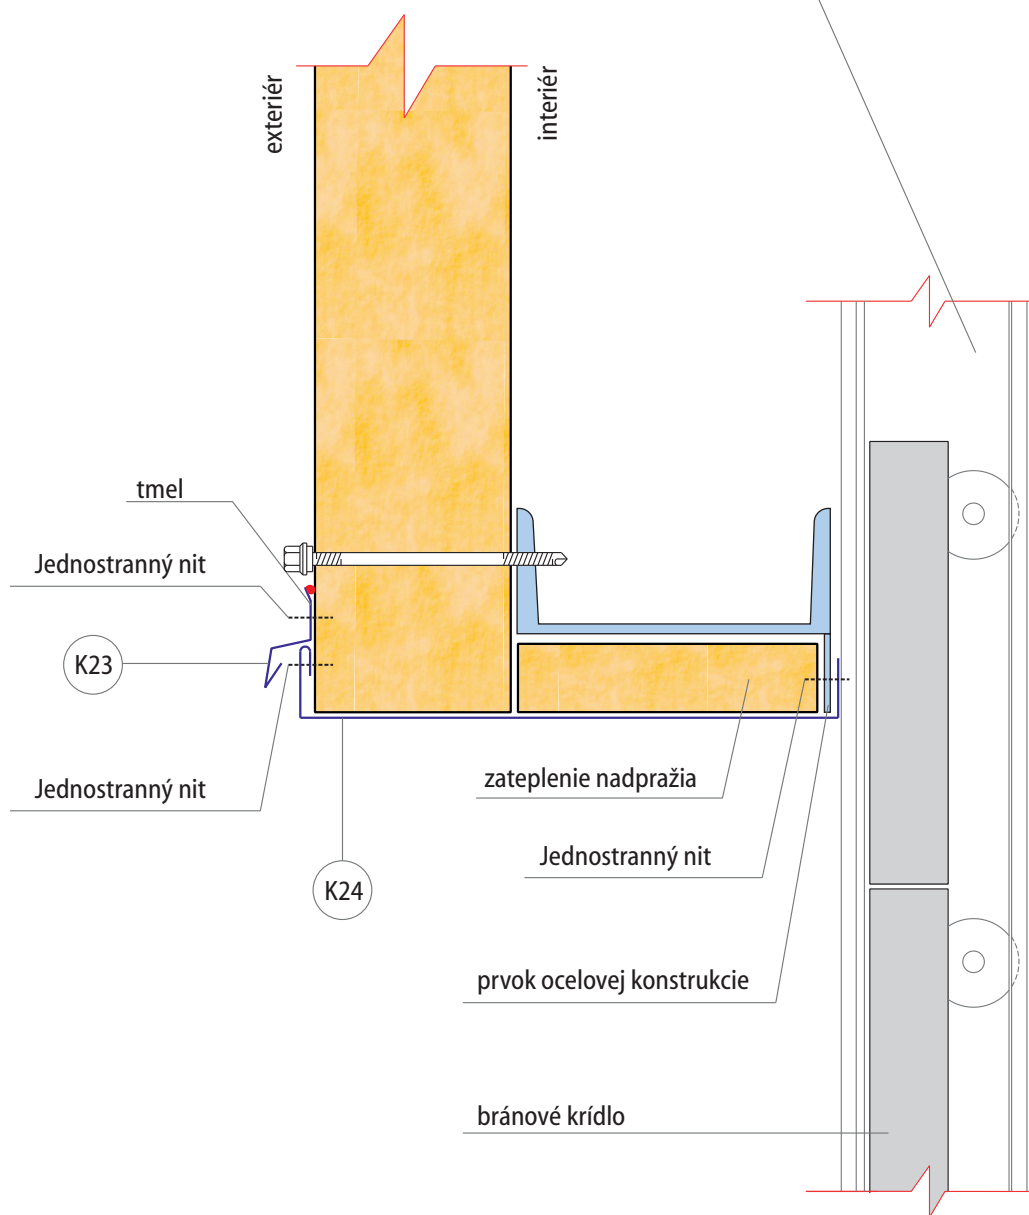 exteriér
interiér
tmel
Jednostranný nit
K23
Jednostranný nit
zateplenie nadpražia
Jednostranný nit
K24
prvok ocelovej konstrukcie
bránové krídlo